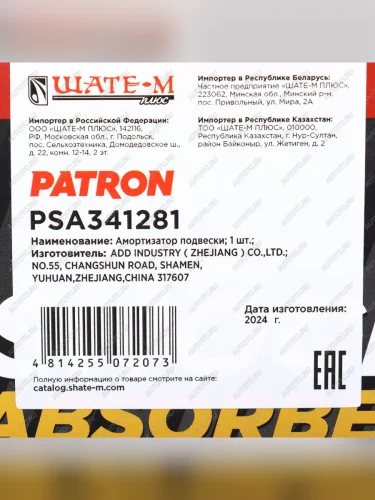 ШАТЕ-М
ПЛЮС
Импортер в Республике Беларусь:
Частное предприятие «ШАТЕ-М ПЛЮС»,
223062, Минская обл., Минский р-н,
пос. Привольный, ул. Мира, 2А
Импортер в Российской Федерации:
ООО «ШАТЕ-М ПЛЮС», 142116,
РФ, Московская обл., г. Подольск,
пос. Сельхозтехника, Домодедовское ш.,
д. 22, комн. 12-14, 2 эт.
Импортер в Республике Казахстан:
ТОО «ШАТЕ-М ПЛЮС», 010000,
Республика Казахстан, г. Нур-Султан,
район Байконыр, ул. Жетиген, д. 2
PATRON
PSA341281
Наименование: Амортизатор подвески; 1 шт.;
Изготовитель: ADD INDUSTRY ( ZHEJIANG ) CO.,LTD.;
NO.55, CHANGSHUN ROAD, SHAMEN,
YUHUAN,ZHEJIANG,CHINA 317607
Дата изготовления:
2024 г.
4 814255 072073
EAC
Полную информацию о товаре смотрите на сайте:
catalog.shate-m.com
ABSORBE